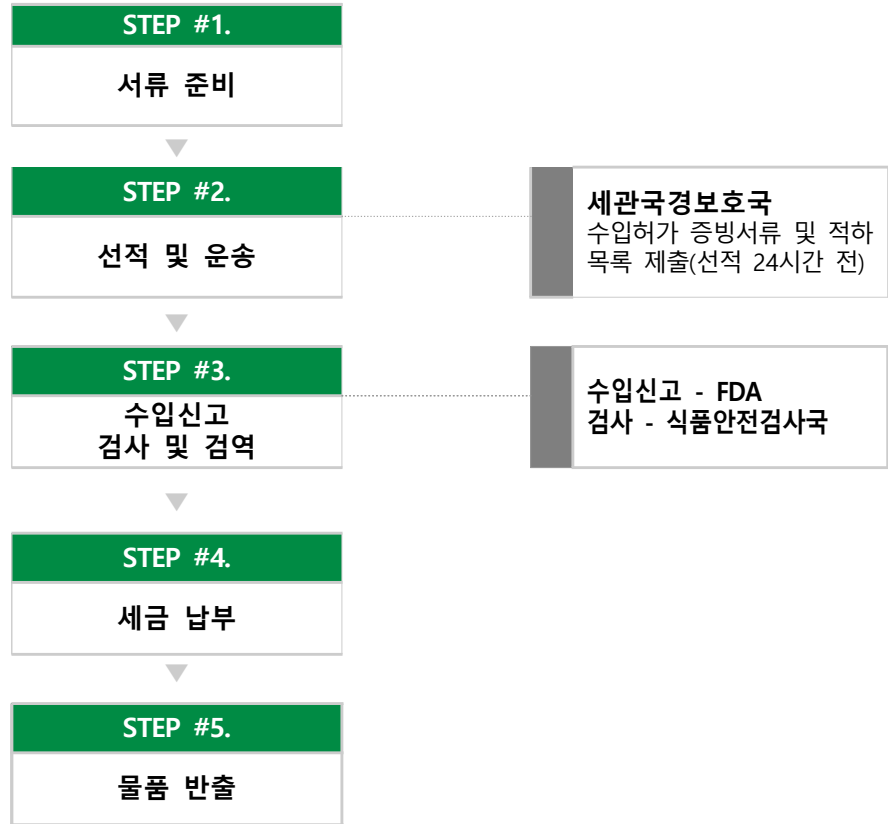 STEP #1.
서류 준비
STEP #2.
선적 및 운송
세관국경보호국
수입허가 증빙서류 및 적하
목록 제출(선적 24시간 전)
STEP #3.
수입신고
검사 및 검역
수입신고 - FDA
검사 - 식품안전검사국
STEP #4.
세금 납부
STEP #5.
물품 반출